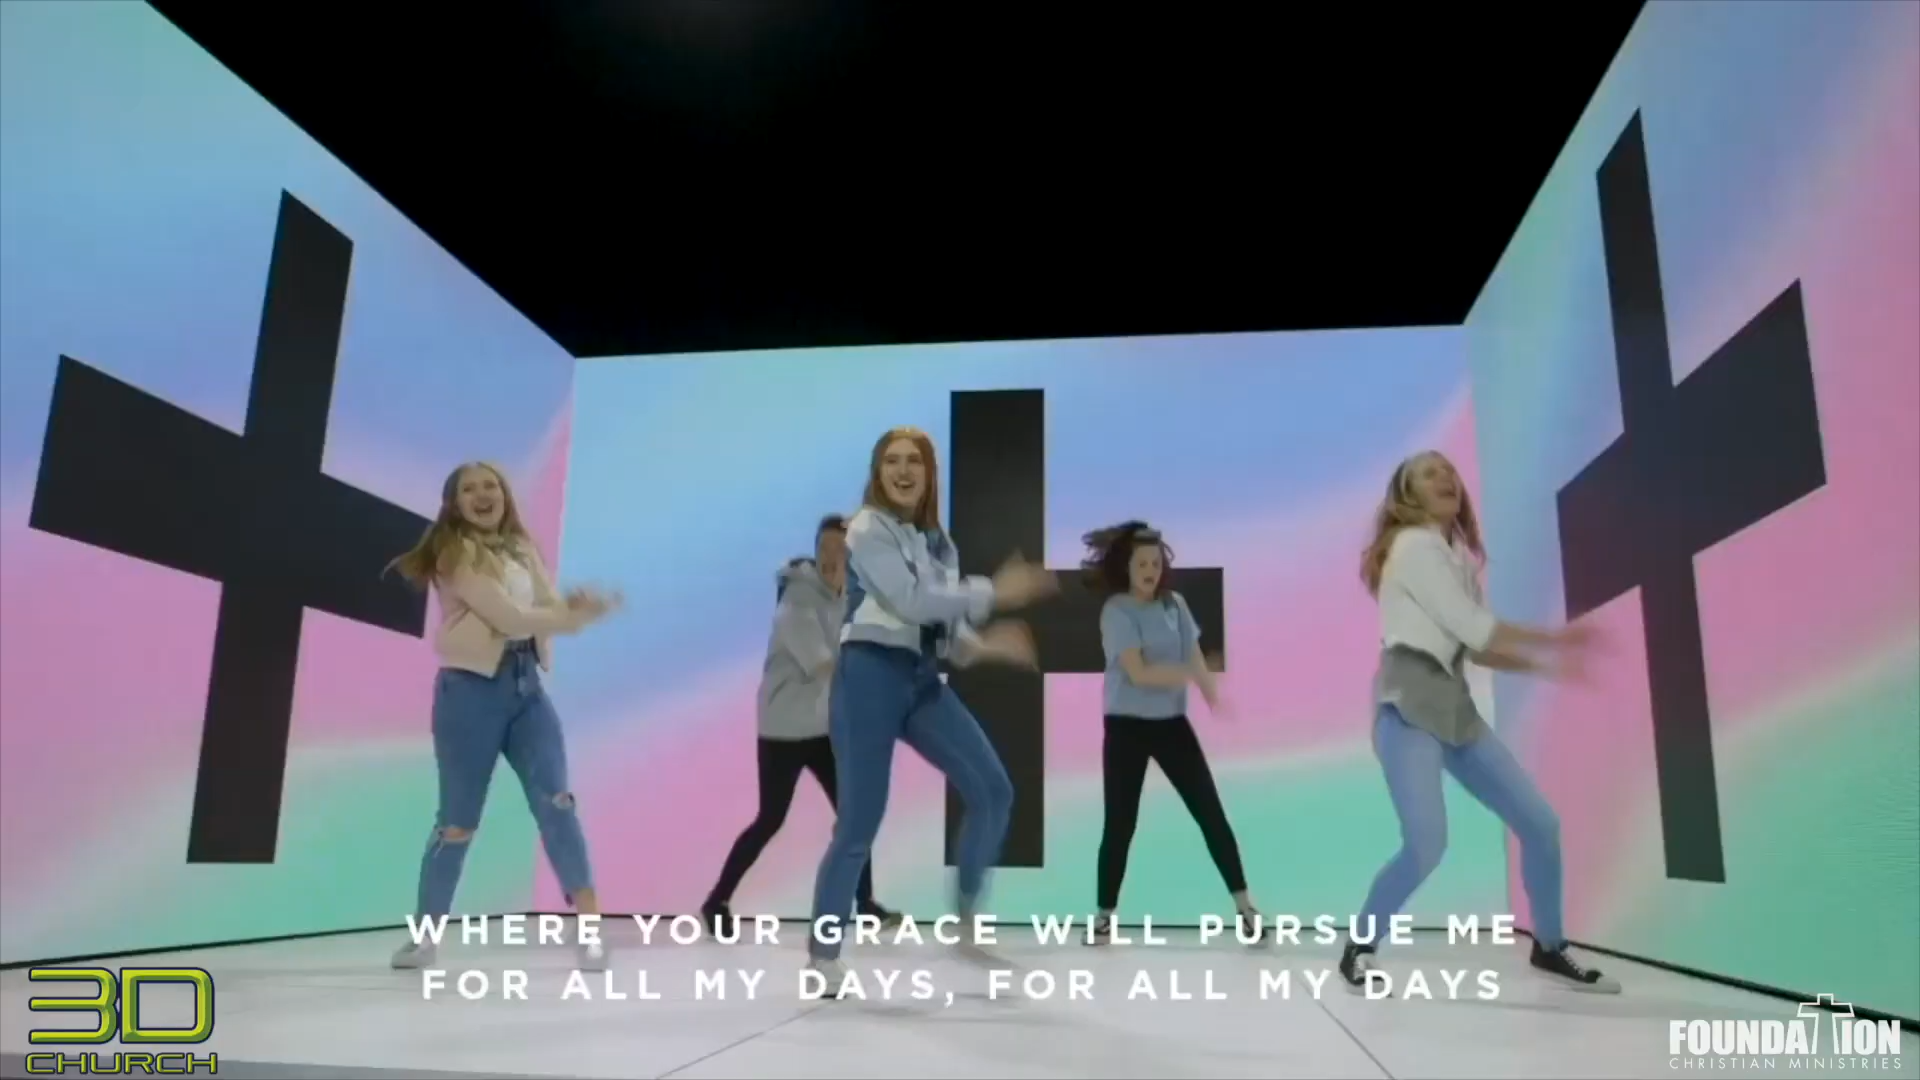 WHERE YOUR GRACE WILL PURSUE ME
FOR ALL MY DAYS, FOR ALL MY DAYS
3D
CHURCH
FOUNDATION
CHRISTIAN MINISTRIES